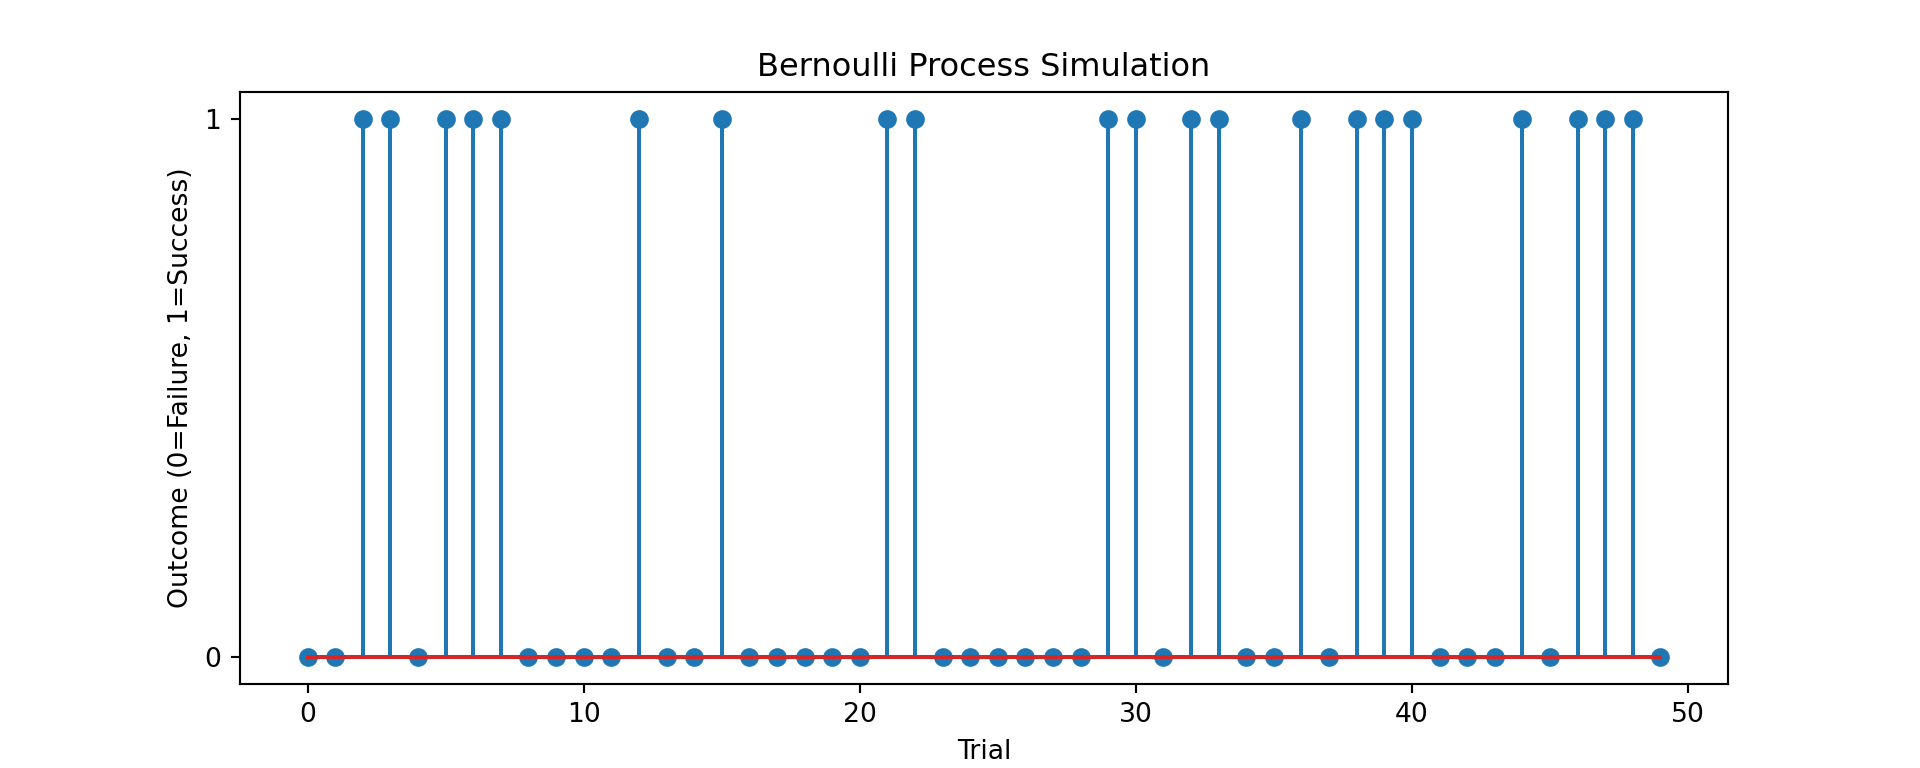 Bernoulli Process Simulation
Outcome (0=Failure, 1=Success)
1
0
0 10 20 30 40 50
Trial